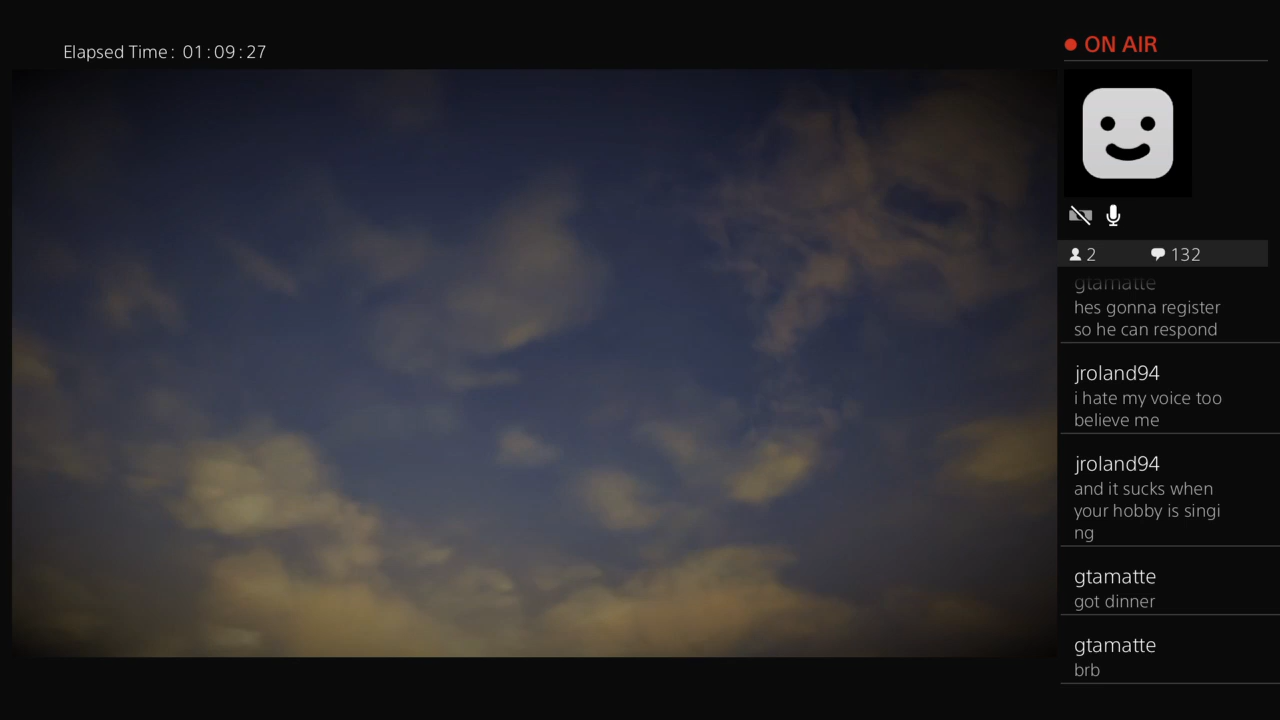 Elapsed Time: 01:09:27
ON AIR
2 132
gtamatte
hes gonna register
so he can respond
jroland94
i hate my voice too
believe me
jroland94
and it sucks when
your hobby is singi
ng
gtamatte
got dinner
gtamatte
brb